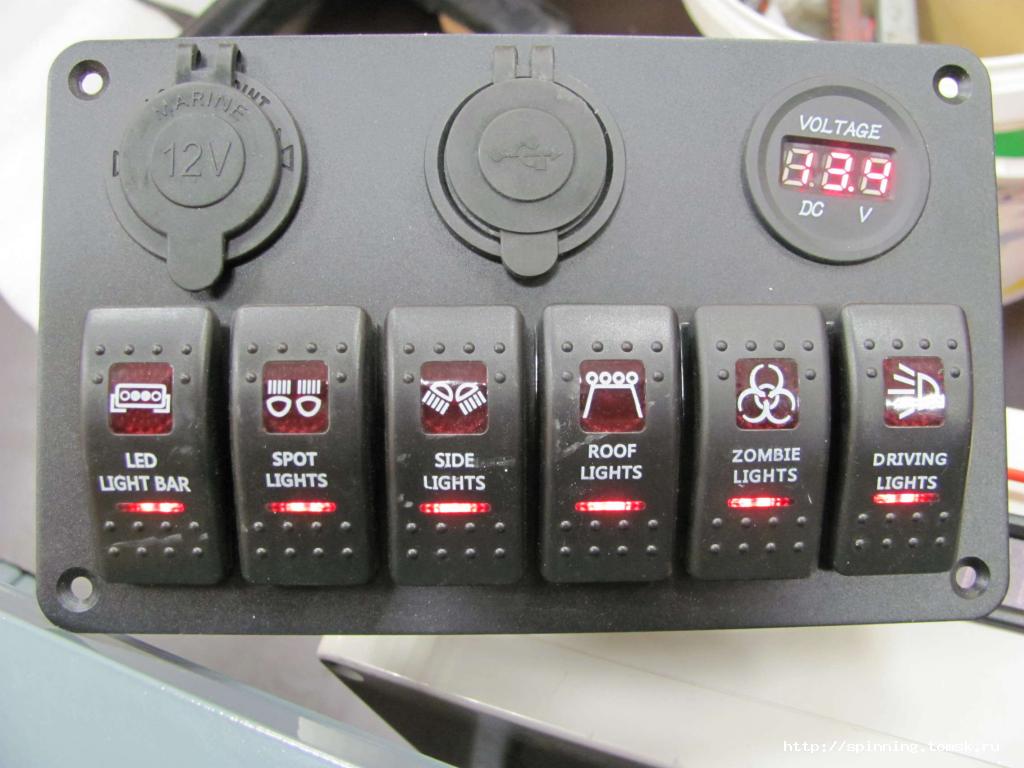 MARINE
12V
VOLTAGE
DC V
LED
LIGHT BAR
SPOT
LIGHTS
SIDE
LIGHTS
ROOF
LIGHTS
ZOMBIE
LIGHTS
DRIVING
LIGHTS
http://spinning.tomsk.ru